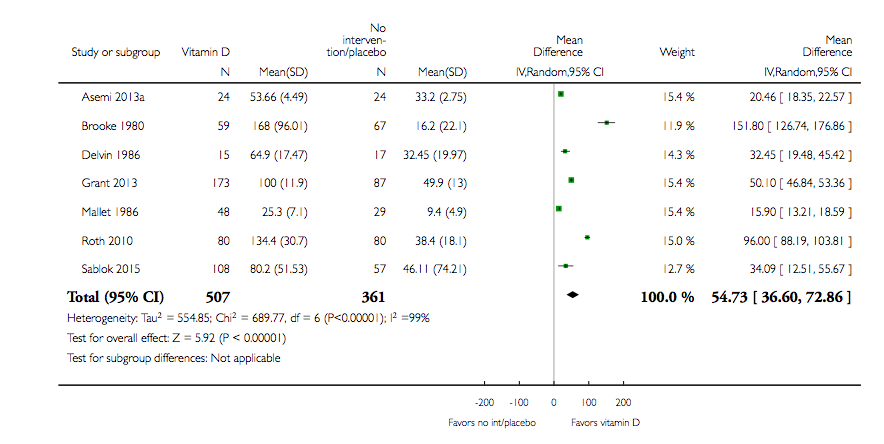 No
interven-
Study or subgroup Vitamin D tion/placebo Mean Difference Weight Mean Difference
N Mean(SD) N Mean(SD) IV,Random,95% CI IV,Random,95% CI
Asemi 2013a 24 53.66 (4.49) 24 33.2 (2.75) 15.4 % 20.46 [ 18.35, 22.57 ]
Brooke 1980 59 168 (96.01) 67 16.2 (22.1) 11.9 % 151.80 [ 126.74, 176.86 ]
Delvin 1986 15 64.9 (17.47) 17 32.45 (19.97) 14.3 % 32.45 [ 19.48, 45.42 ]
Grant 2013 173 100 (11.9) 87 49.9 (13) 15.4 % 50.10 [ 46.84, 53.36 ]
Mallet 1986 48 25.3 (7.1) 29 9.4 (4.9) 15.4 % 15.90 [ 13.21, 18.59 ]
Roth 2010 80 134.4 (30.7) 80 38.4 (18.1) 15.0 % 96.00 [ 88.19, 103.81 ]
Sablok 2015 108 80.2 (51.53) 57 46.11 (74.21) 12.7 % 34.09 [ 12.51, 55.67 ]
Total (95% CI) 507 361 100.0 % 54.73 [ 36.60, 72.86 ]
Heterogeneity: Tau² = 554.85; Chi² = 689.77, df = 6 (P<0.00001); I² =99%
Test for overall effect: Z = 5.92 (P < 0.00001)
Test for subgroup differences: Not applicable
-200 -100 0 100 200
Favors no int/placebo Favors vitamin D